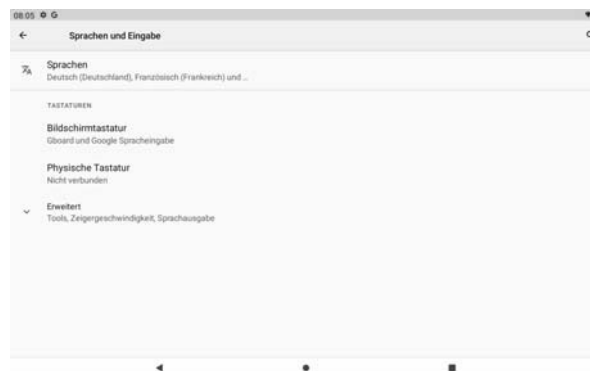 08:05 G
Sprachen und Eingabe
Sprachen
Deutsch (Deutschland), Französisch (Frankreich) und ...
TASTATUREN
Bildschirmtastatur
Gboard und Google Spracheingabe
Physische Tastatur
Nicht verbunden
Erweitert
Tools, Zeigergeschwindigkeit, Sprachausgabe